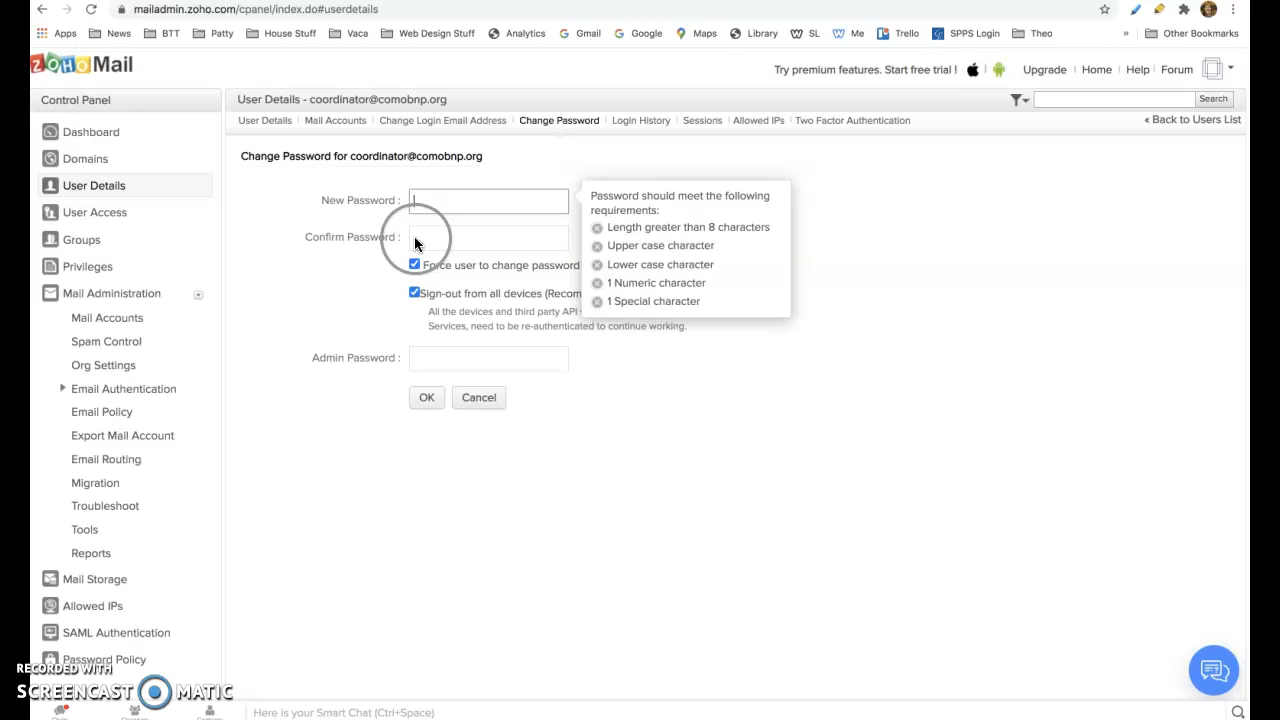 mailadmin.zoho.com/cpanel/index.do#userdetails
Apps News BTT Patty House Stuff Vaca Web Design Stuff Analytics Gmail Google Maps Library SL Me Trello SPPS Login Theo » Other Bookmarks
ZOHO Mail
Try premium features. Start free trial ! Upgrade Home Help Forum
Control Panel
User Details - coordinator@comobnp.org
Search
User Details Mail Accounts Change Login Email Address Change Password Login History Sessions Allowed IPs Two Factor Authentication
« Back to Users List
Dashboard
Domains
User Details
User Access
Groups
Privileges
Mail Administration
Mail Accounts
Spam Control
Org Settings
Email Authentication
Email Policy
Export Mail Account
Email Routing
Migration
Troubleshoot
Tools
Reports
Mail Storage
Allowed IPs
SAML Authentication
Password Policy
Change Password for coordinator@comobnp.org
New Password :
Confirm Password :
Force user to change password
Sign-out from all devices (Recom
All the devices and third party API
Services, need to be re-authenticated to continue working.
Admin Password :
OK Cancel
Password should meet the following
requirements:
Length greater than 8 characters
Upper case character
Lower case character
1 Numeric character
1 Special character
RECORDED WITH
SCREENCAST MATIC
Here is your Smart Chat (Ctrl+Space)